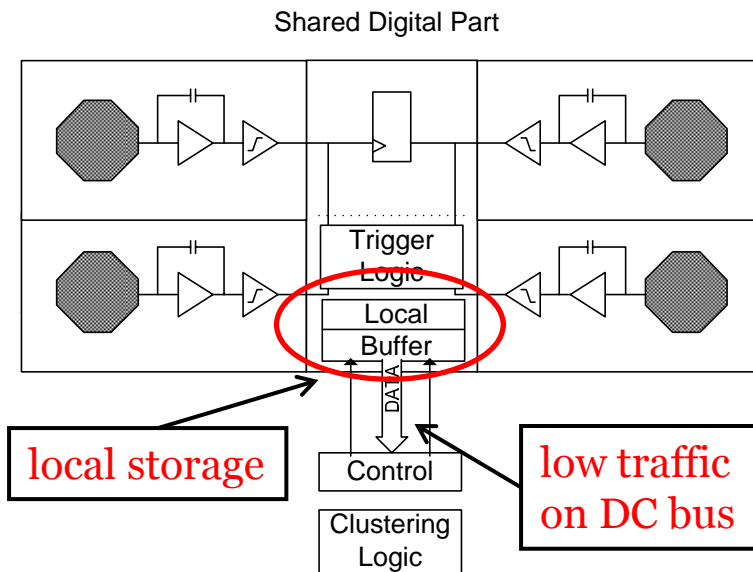 Shared Digital Part
Trigger
Logic
Local
Buffer
DATA
local storage
Control
low traffic
on DC bus
Clustering
Logic